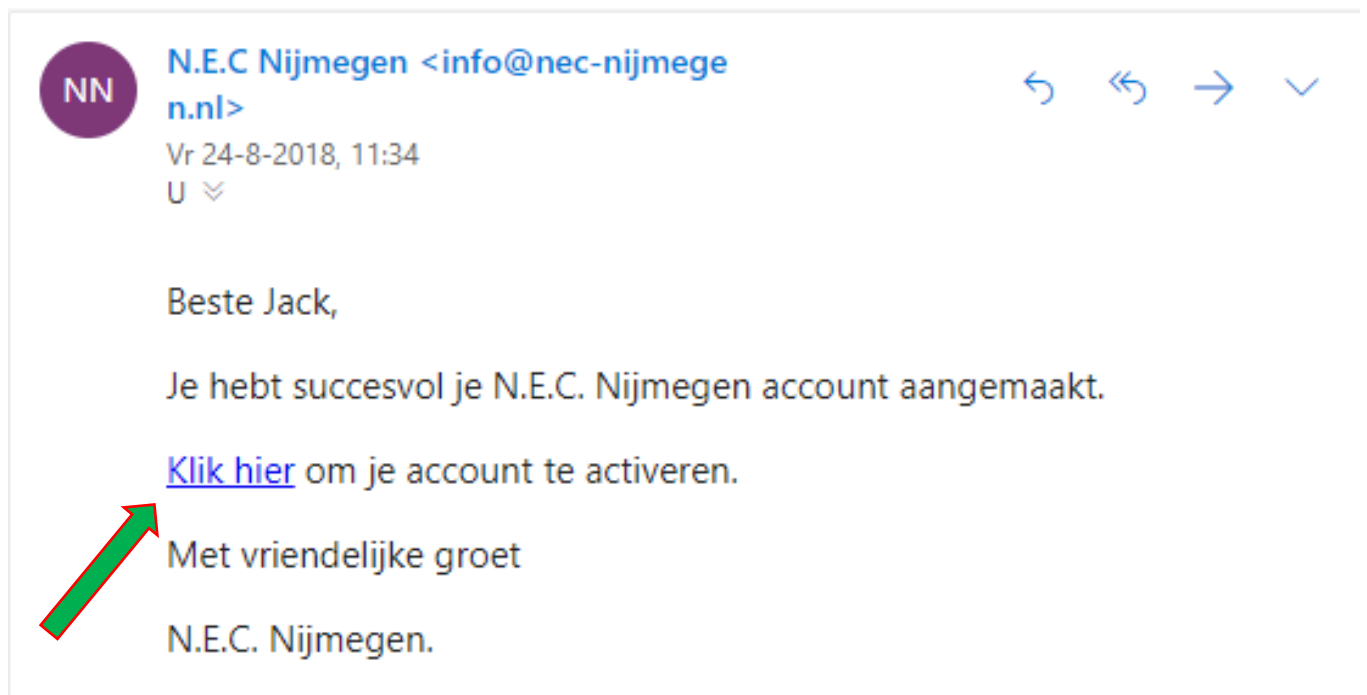 NN
N.E.C Nijmegen <info@nec-nijmege
n.nl>
Vr 24-8-2018, 11:34
U
Beste Jack,
Je hebt succesvol je N.E.C. Nijmegen account aangemaakt.
Klik hier om je account te activeren.
Met vriendelijke groet
N.E.C. Nijmegen.